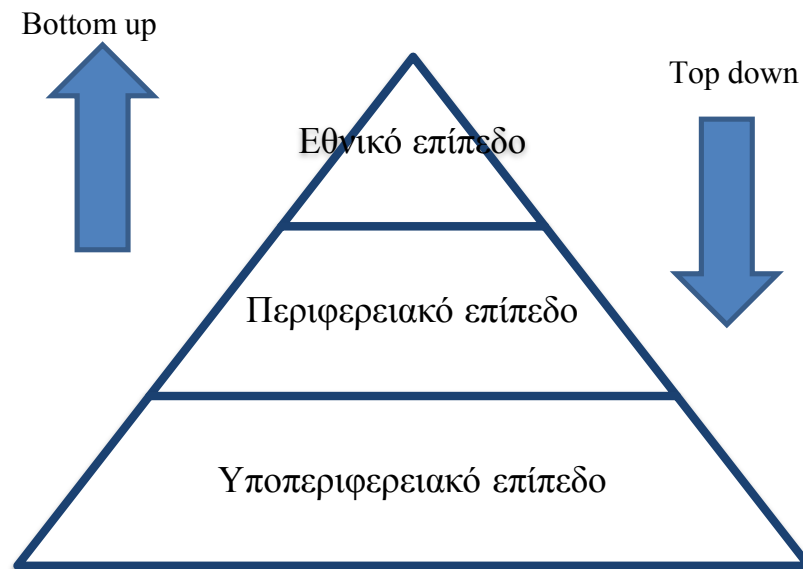 Bottom up
Top down
Εθνικό επίπεδο
Περιφερειακό επίπεδο
Υποπεριφερειακό επίπεδο